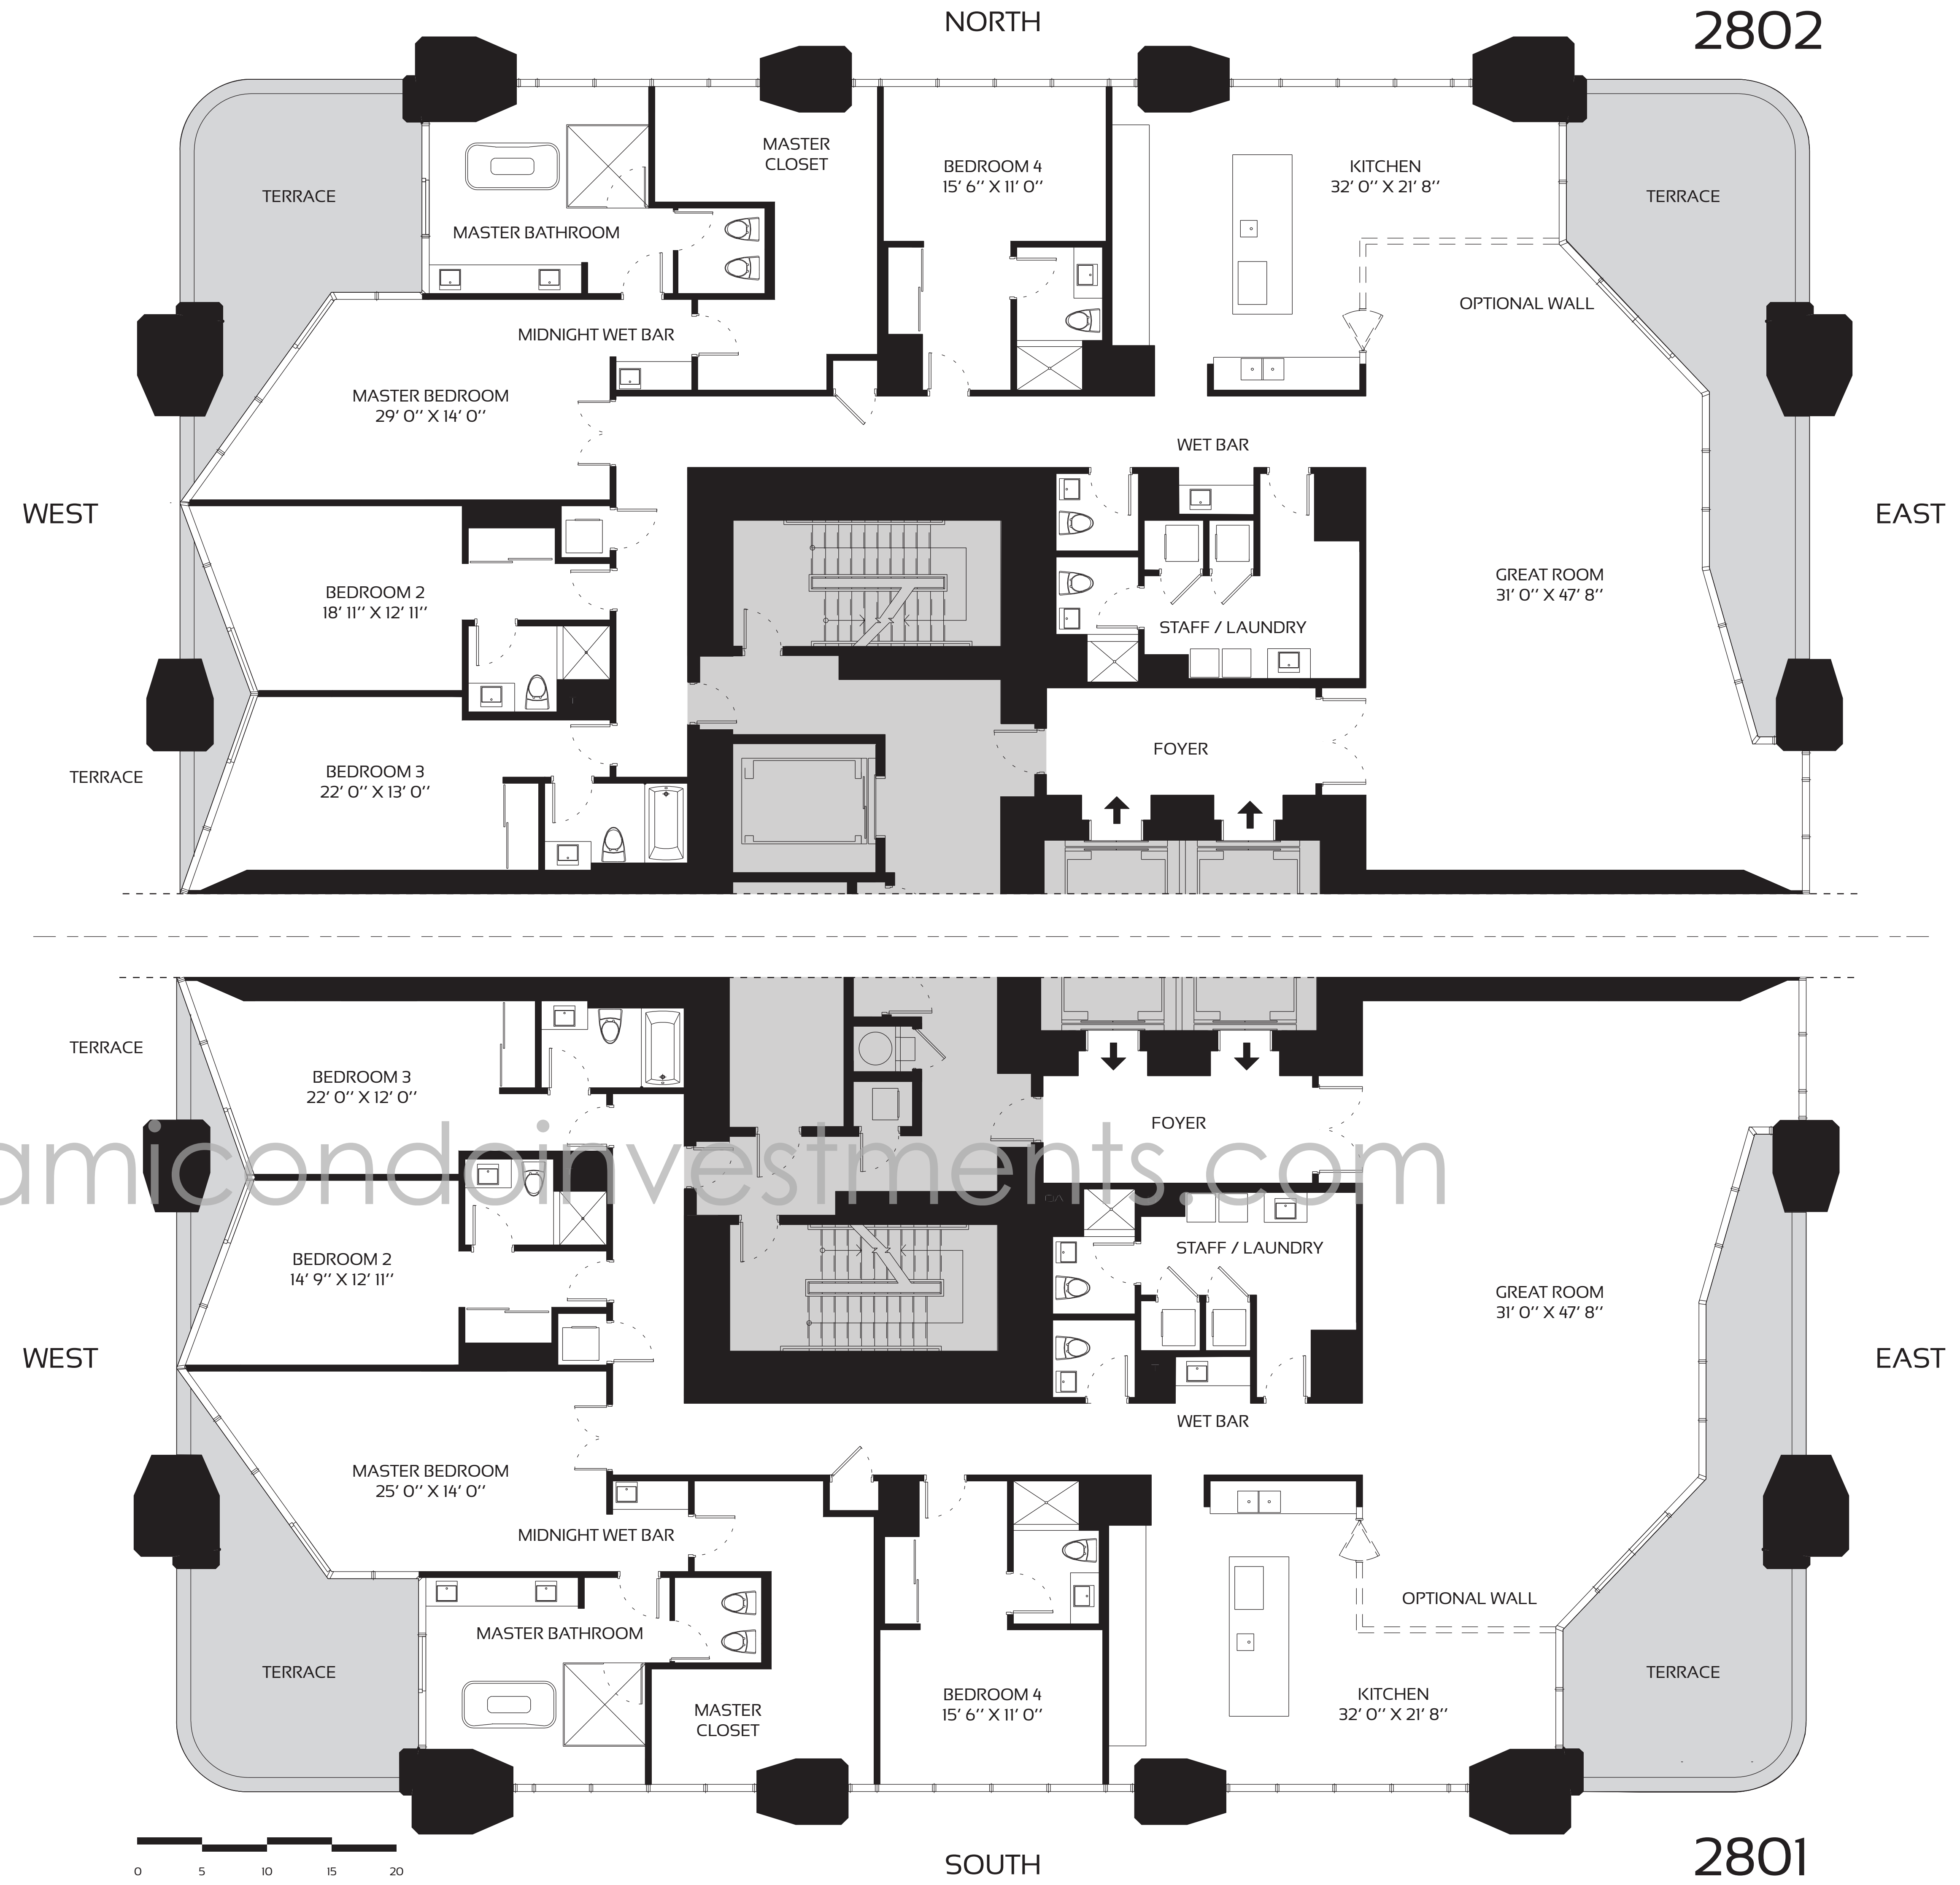 NORTH
2802
MASTER
CLOSET
BEDROOM 4
15' 6'' X 11' 0''
KITCHEN
32' 0'' X 21' 8''
TERRACE
TERRACE
MASTER BATHROOM
OPTIONAL WALL
MIDNIGHT WET BAR
MASTER BEDROOM
29' 0'' X 14' 0''
WET BAR
WEST
EAST
BEDROOM 2
18' 11'' X 12' 11''
GREAT ROOM
31' 0'' X 47' 8''
STAFF / LAUNDRY
FOYER
TERRACE
BEDROOM 3
22' 0'' X 13' 0''
TERRACE
BEDROOM 3
22' 0'' X 12' 0''
FOYER
amicondoinvestments.com
STAFF / LAUNDRY
BEDROOM 2
14' 9'' X 12' 11''
GREAT ROOM
31' 0'' X 47' 8''
WEST
EAST
WET BAR
MASTER BEDROOM
25' 0'' X 14' 0''
MIDNIGHT WET BAR
OPTIONAL WALL
MASTER BATHROOM
TERRACE
TERRACE
BEDROOM 4
15' 6'' X 11' 0''
KITCHEN
32' 0'' X 21' 8''
MASTER
CLOSET
0 5 10 15 20
SOUTH
2801